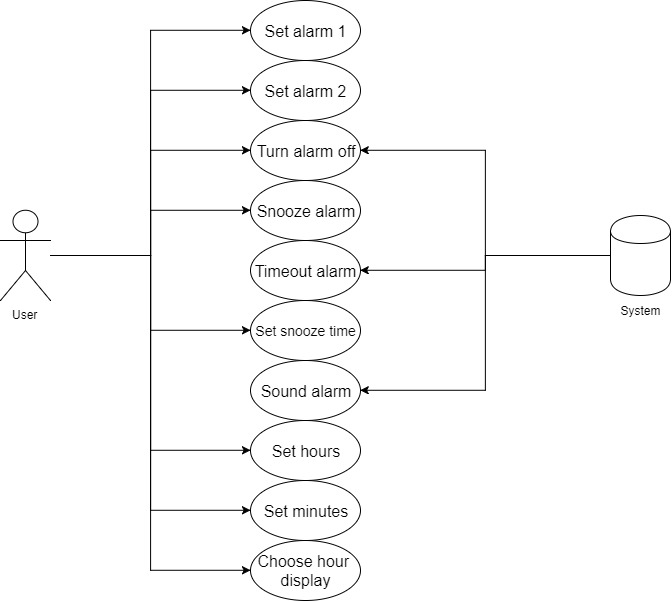 Set alarm 1
Set alarm 2
Turn alarm off
Snooze alarm
Timeout alarm
Set snooze time
Sound alarm
Set hours
Set minutes
Choose hour
display
User
System